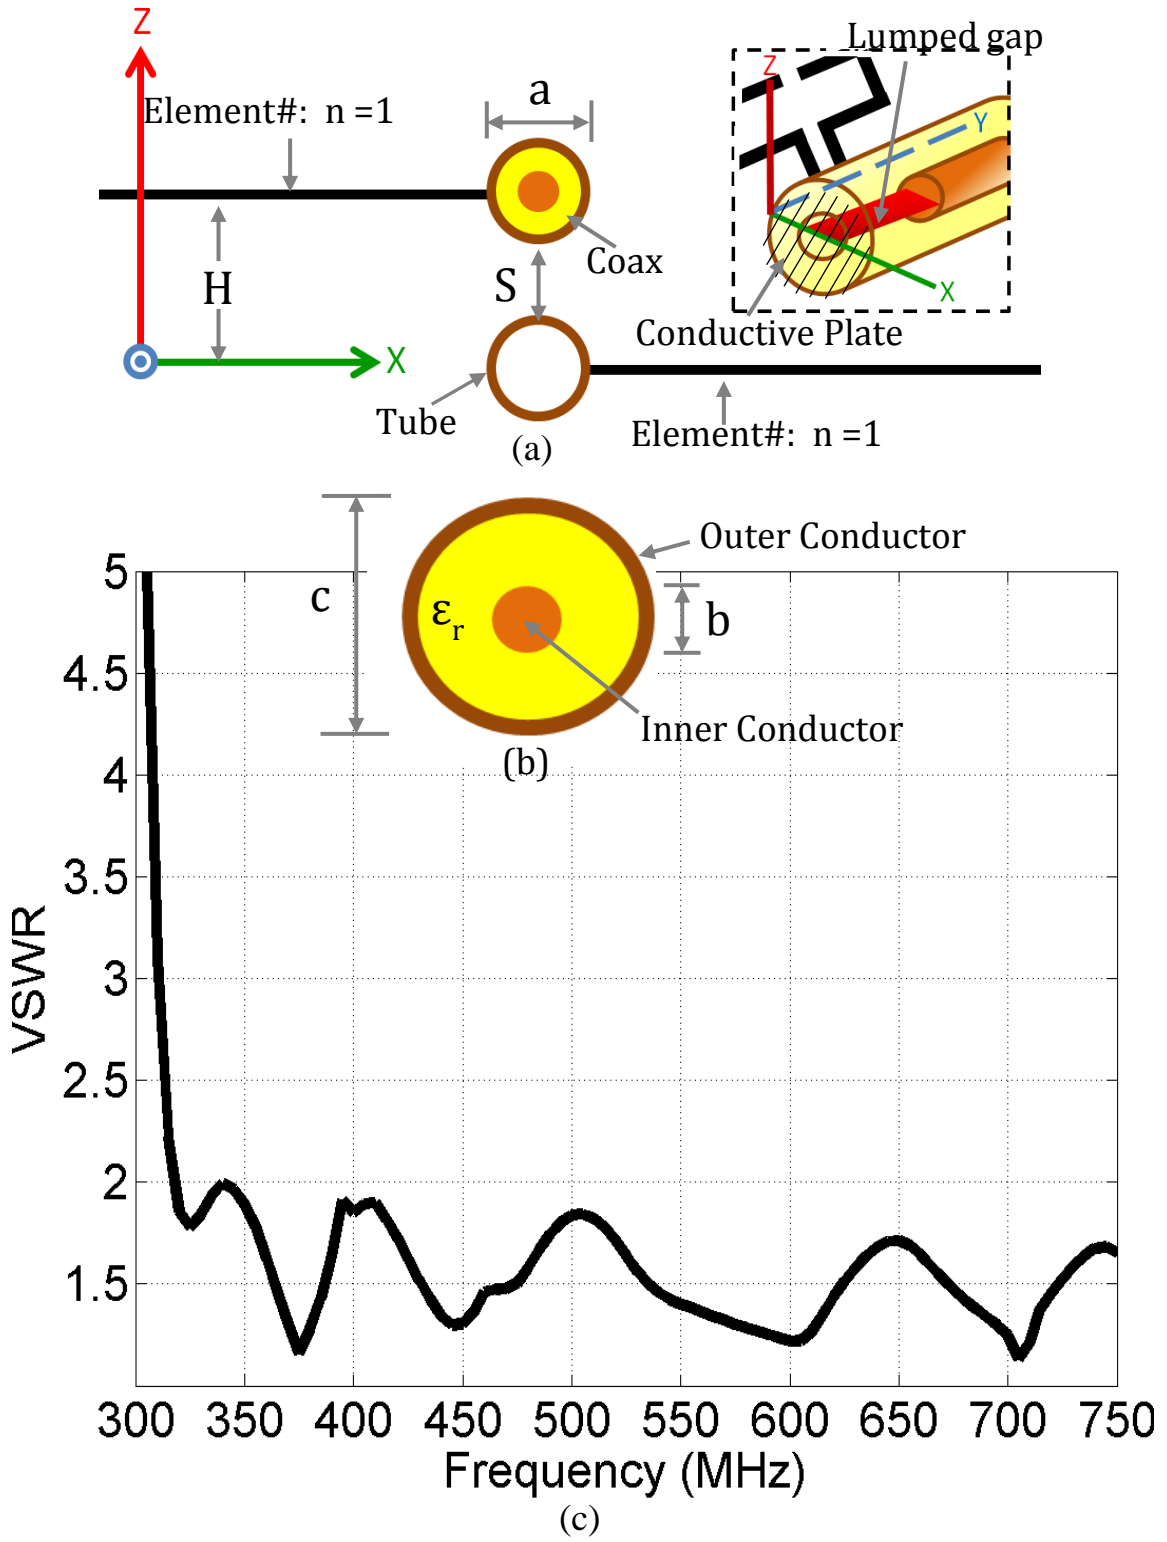 Z
Element#: n =1
a
Lumped gap
Z
Y
X
Coax
H
S
Conductive Plate
X
Tube
Element#: n =1
(a)
Outer Conductor
c
εr
b
Inner Conductor
(b)
5
4.5
4
3.5
3
2.5
2
1.5
VSWR
300 350 400 450 500 550 600 650 700 750
Frequency (MHz)
(c)